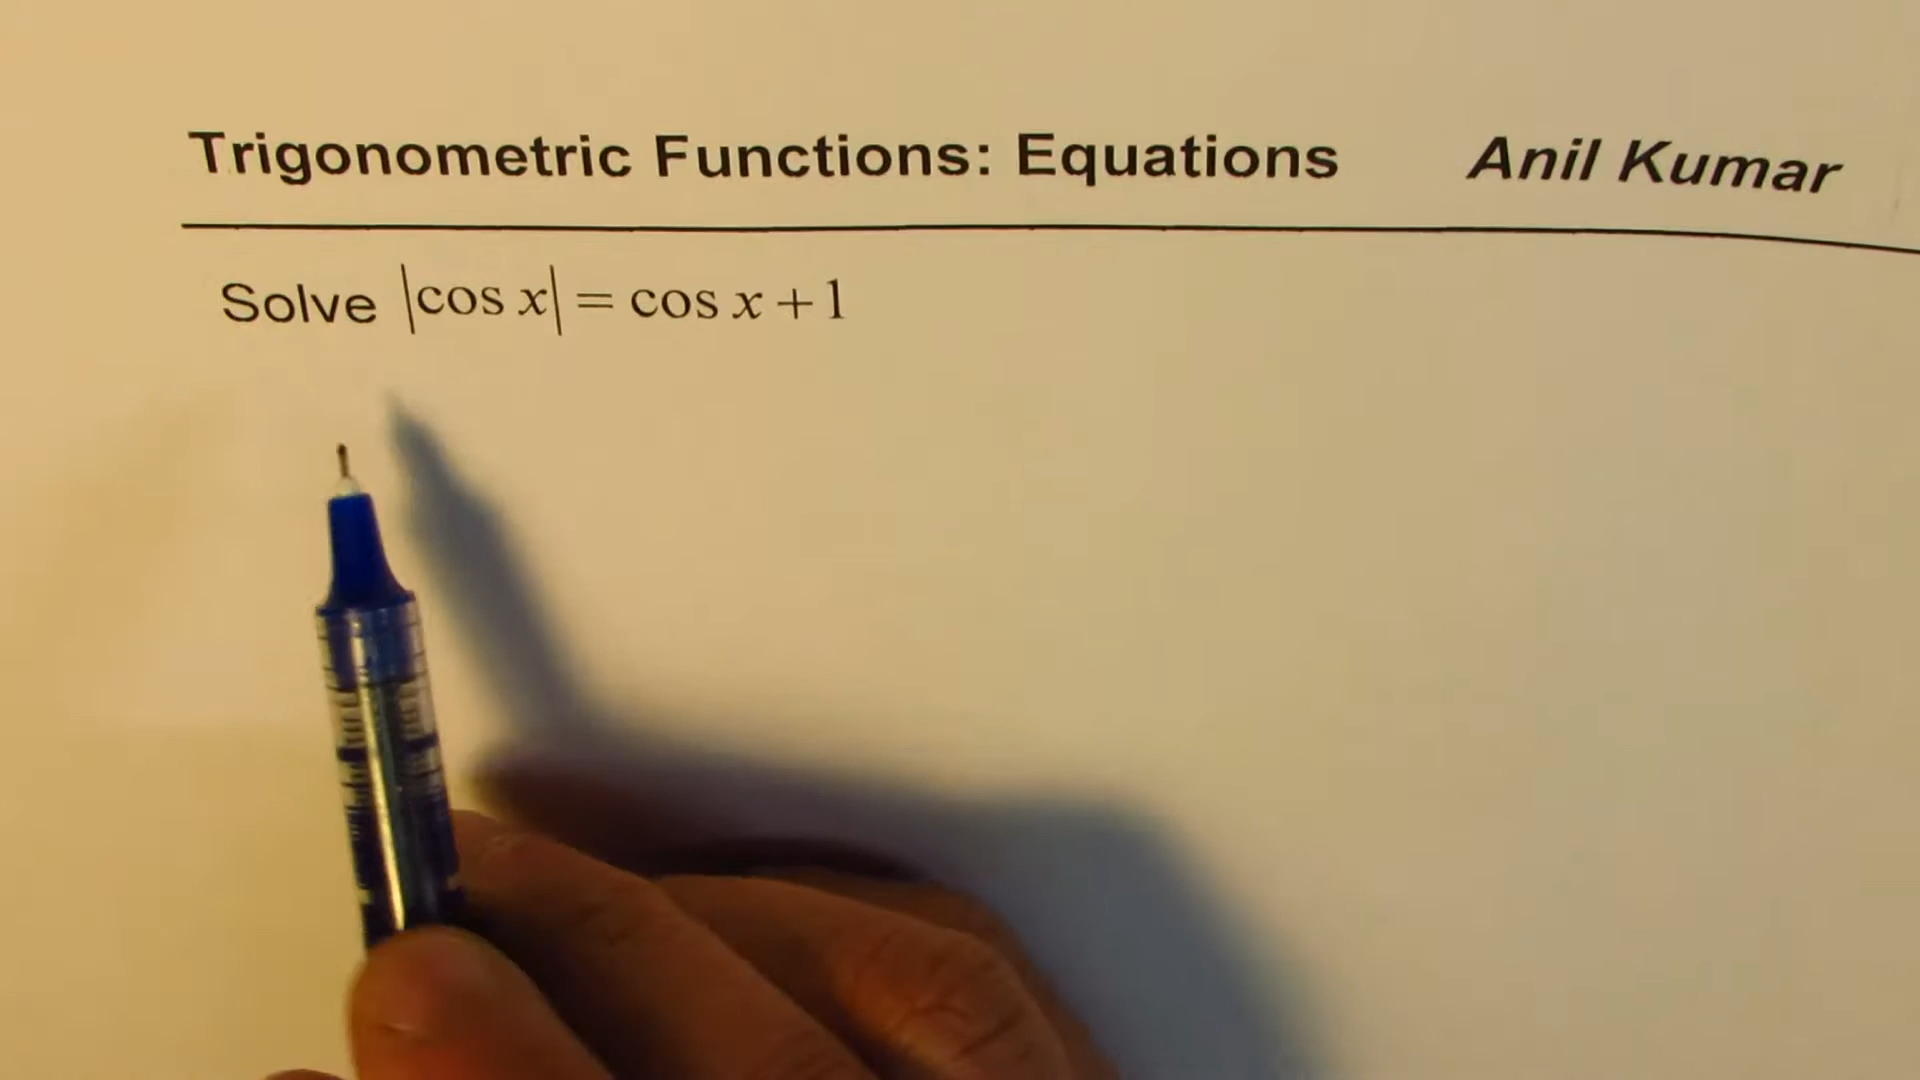 Trigonometric Functions: Equations Anil Kumar
Solve |cos x| = cos x + 1